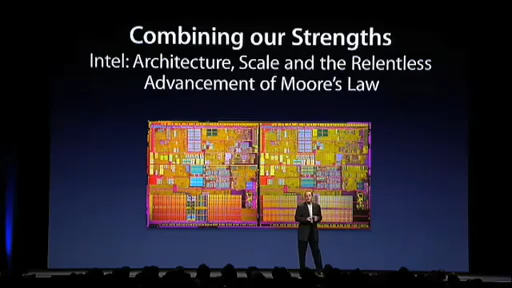 Combining our Strengths
Intel: Architecture, Scale and the Relentless
Advancement of Moore's Law